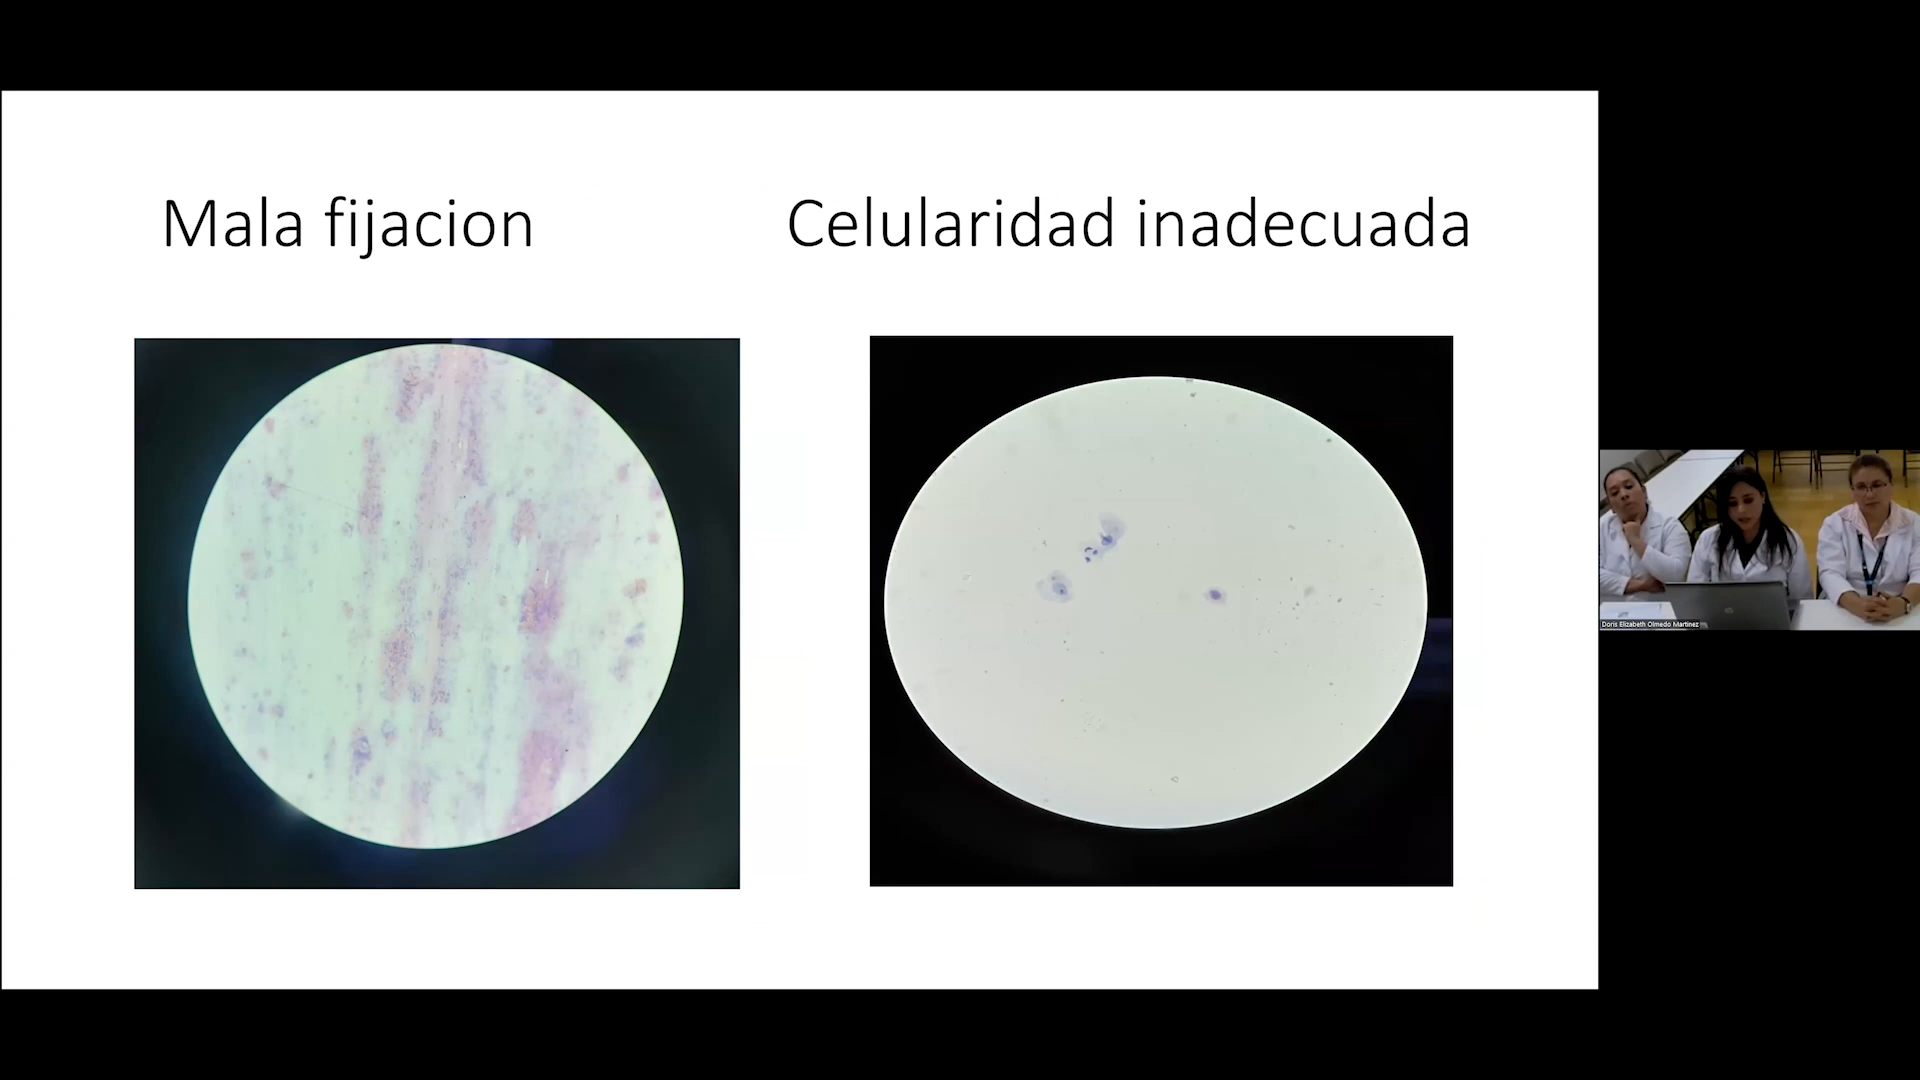 Mala fijacion
Celularidad inadecuada
Doris Elizabeth Olmedo Martinez